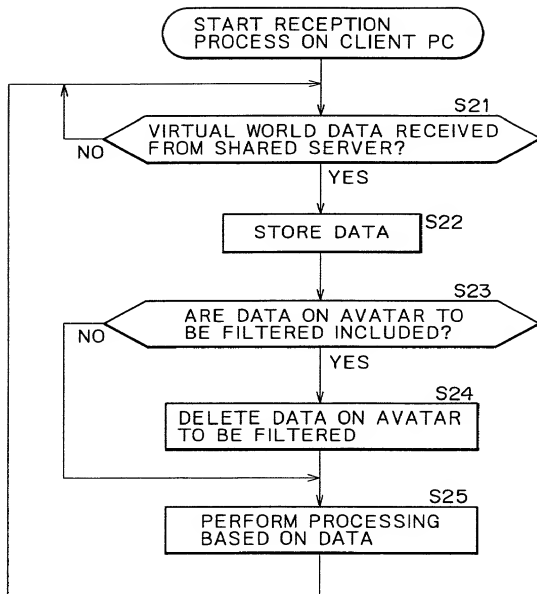 START RECEPTION
PROCESS ON CLIENT PC
S21
VIRTUAL WORLD DATA RECEIVED
FROM SHARED SERVER?
NO
YES
S22
STORE DATA
S23
ARE DATA ON AVATAR TO
BE FILTERED INCLUDED?
NO
YES
S24
DELETE DATA ON AVATAR
TO BE FILTERED
S25
PERFORM PROCESSING
BASED ON DATA